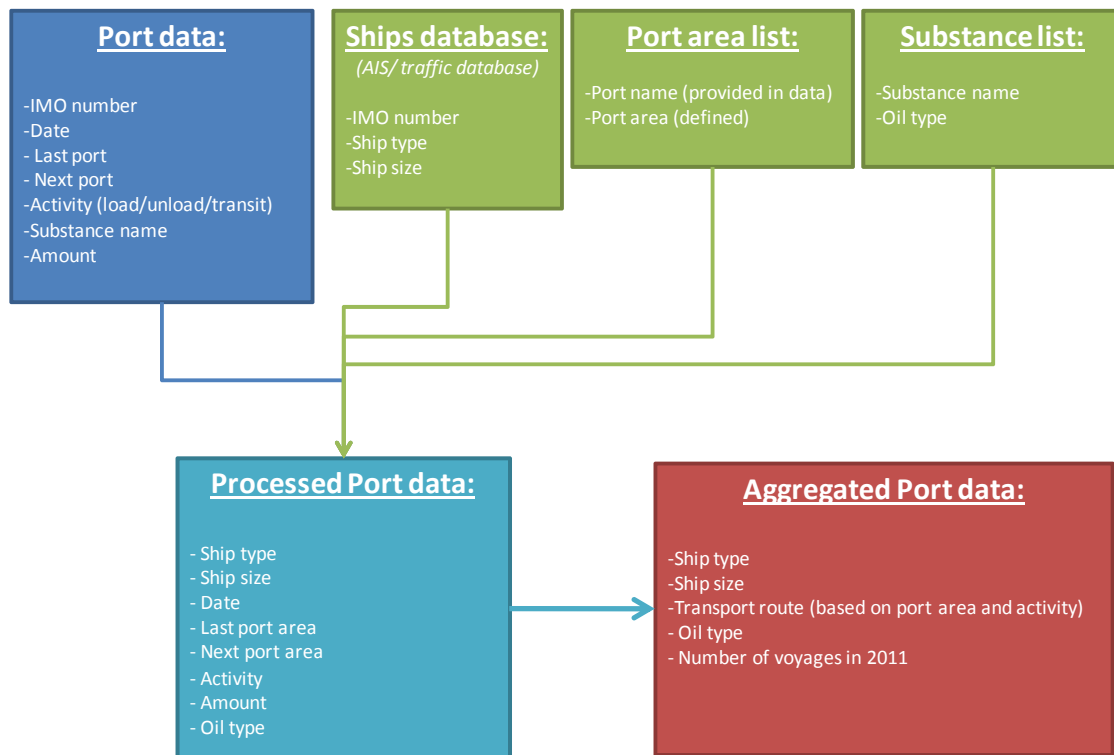 Port data:
-IMO number
-Date
- Last port
- Next port
-Activity (load/unload/transit)
-Substance name
-Amount
Ships database:
(AIS/ traffic database)
-IMO number
-Ship type
-Ship size
Port area list:
-Port name (provided in data)
-Port area (defined)
Substance list:
-Substance name
-Oil type
Processed Port data:
- Ship type
- Ship size
- Date
- Last port area
- Next port area
- Activity
- Amount
- Oil type
Aggregated Port data:
-Ship type
-Ship size
-Transport route (based on port area and activity)
- Oil type
- Number of voyages in 2011